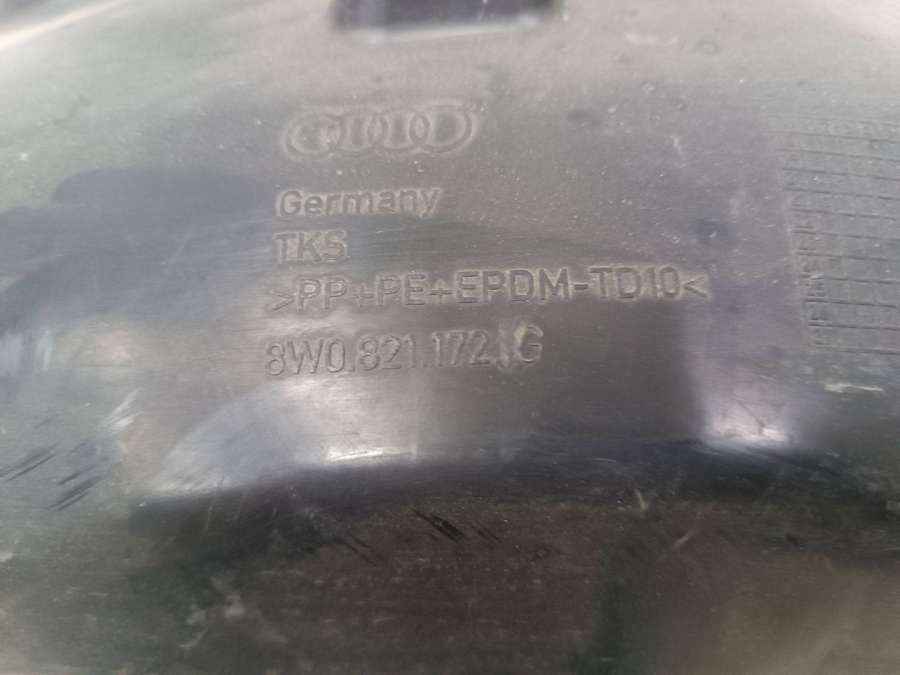 Germany
TKS
>PP+PE+EPDM-TD10<
8W0.821.172 G